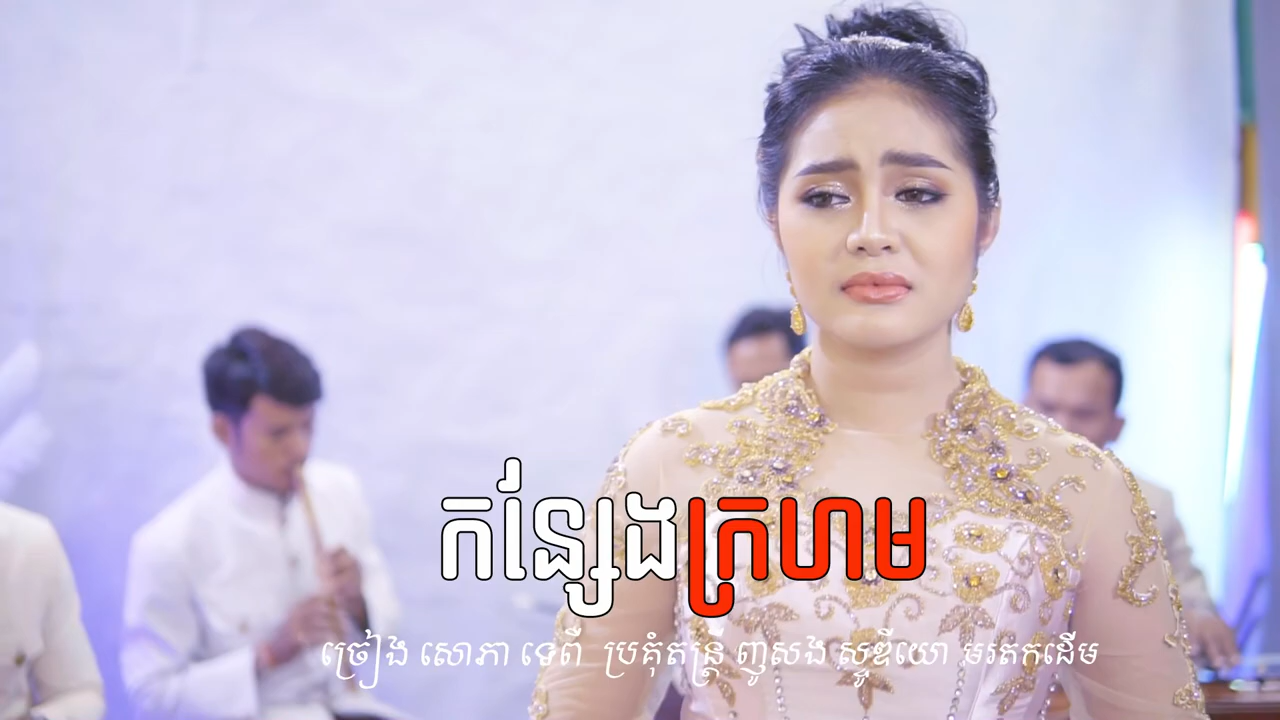 កន្សែងក្រហម
ច្រៀង សោភា ទេពី ប្រគុំតន្ត្រី ញូសង ស្ទូឌីយោ មរតកដើម